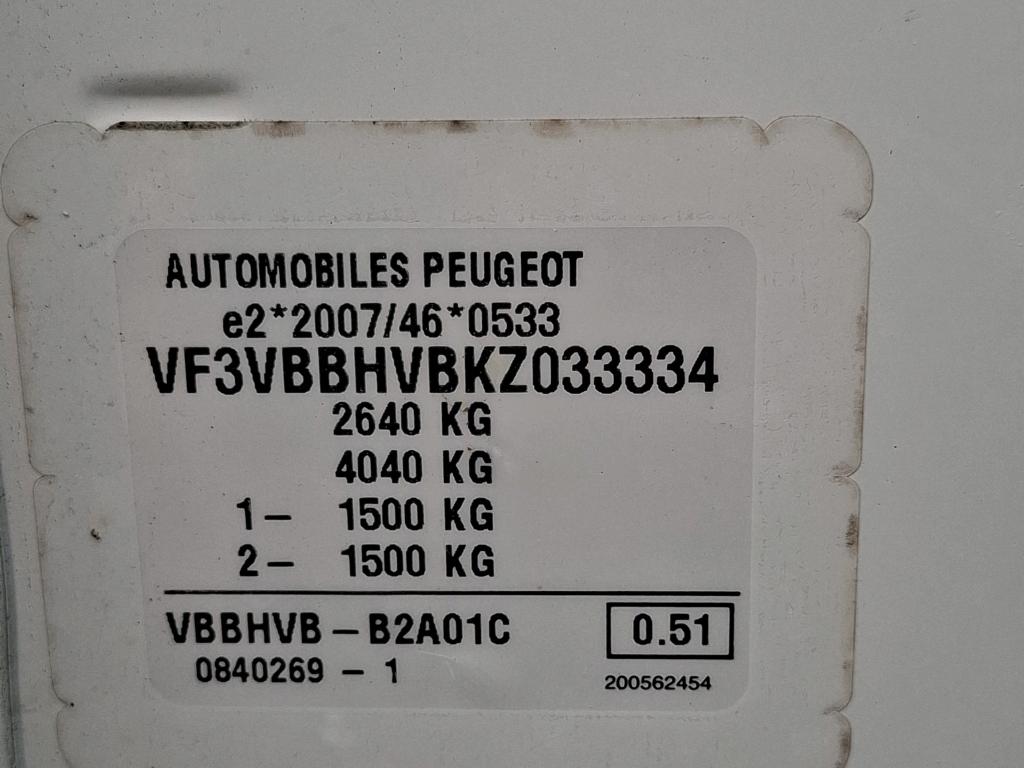 AUTOMOBILES PEUGEOT
e2*2007/46*0533
VF3VBBHVBKZ033334
2640 KG
4040 KG
1- 1500 KG
2- 1500 KG
VBBHVB - B2A01C
0.51
0840269 - 1
200562454